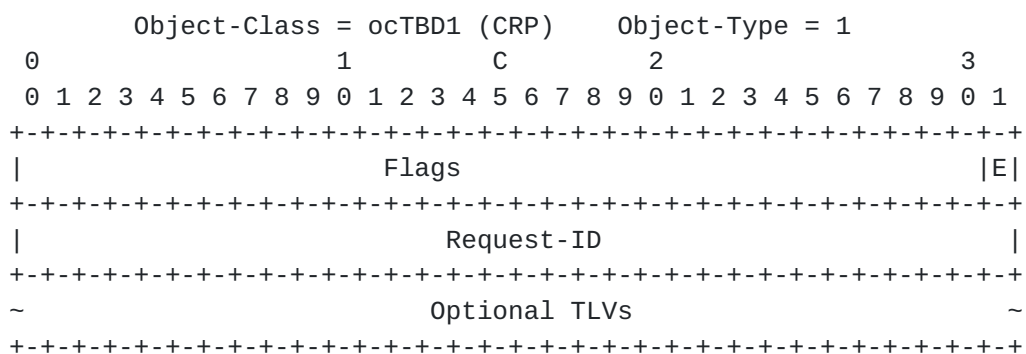 Object-Class = ocTBD1 (CRP)    Object-Type = 1
 0                   1         C         2                   3
 0 1 2 3 4 5 6 7 8 9 0 1 2 3 4 5 6 7 8 9 0 1 2 3 4 5 6 7 8 9 0 1
+-+-+-+-+-+-+-+-+-+-+-+-+-+-+-+-+-+-+-+-+-+-+-+-+-+-+-+-+-+-+-+-+
|                       Flags                                 |E|
+-+-+-+-+-+-+-+-+-+-+-+-+-+-+-+-+-+-+-+-+-+-+-+-+-+-+-+-+-+-+-+-+
|                           Request-ID                          |
+-+-+-+-+-+-+-+-+-+-+-+-+-+-+-+-+-+-+-+-+-+-+-+-+-+-+-+-+-+-+-+-+
~                          Optional TLVs                        ~
+-+-+-+-+-+-+-+-+-+-+-+-+-+-+-+-+-+-+-+-+-+-+-+-+-+-+-+-+-+-+-+-+